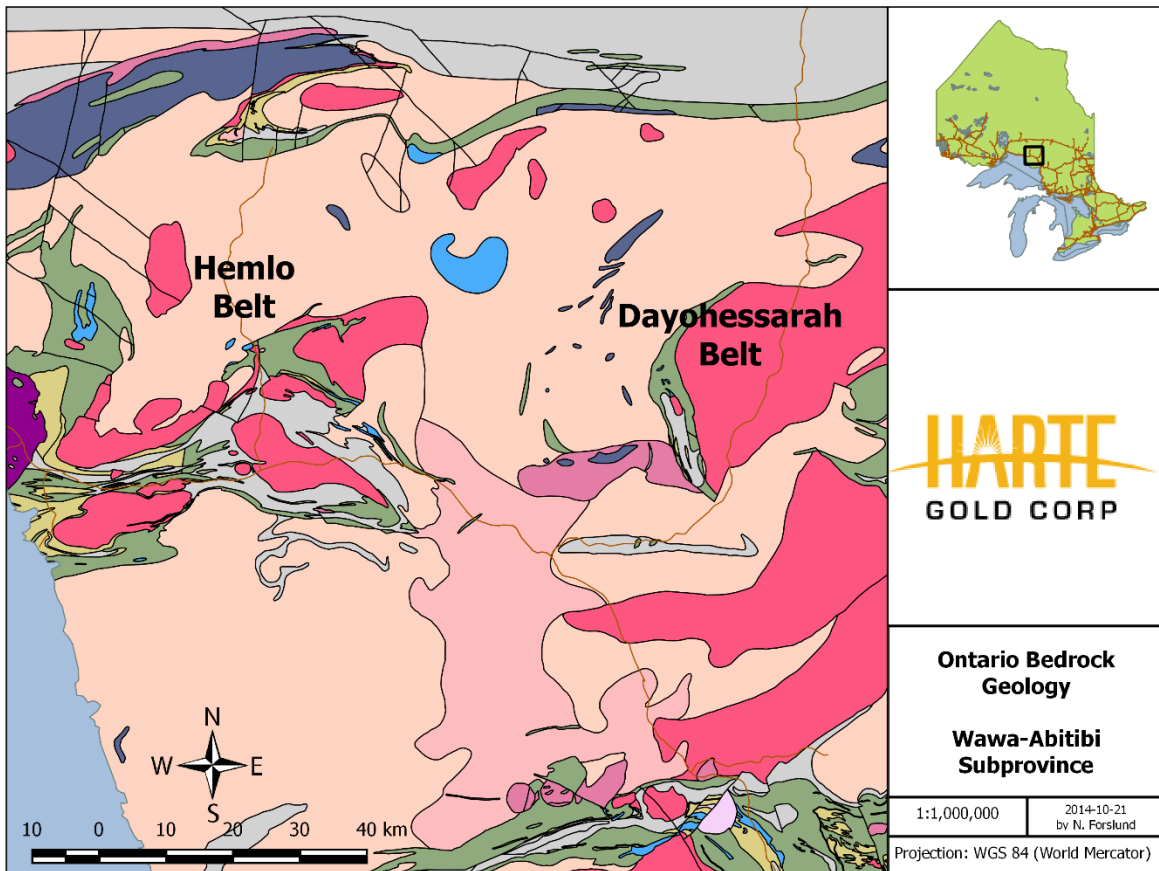 Hemlo
Belt
Dayohessarah
Belt
N
W E
S
10 0 10 20 30 40 km
HARTE
GOLD CORP
Ontario Bedrock
Geology
Wawa-Abitibi
Subprovince
1:1,000,000
2014-10-21
by N. Forslund
Projection: WGS 84 (World Mercator)